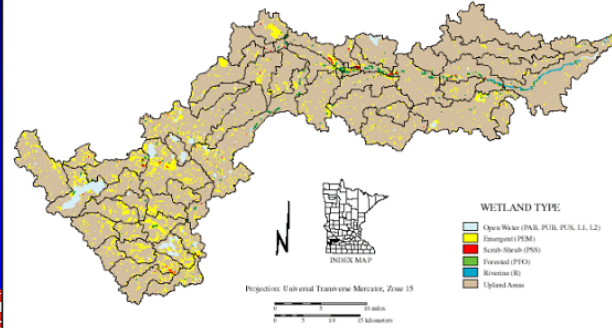 WETLAND TYPE
Open Water (PAB, PUB, PUS, L1, L2)
Emergent (PEM)
Scrub-Shrub (PSS)
Forested (PFO)
Riverine (R)
Upland Areas
N
INDEX MAP
Projection: Universal Transverse Mercator, Zone 15
0 5 10 miles
0 5 10 15 kilometers